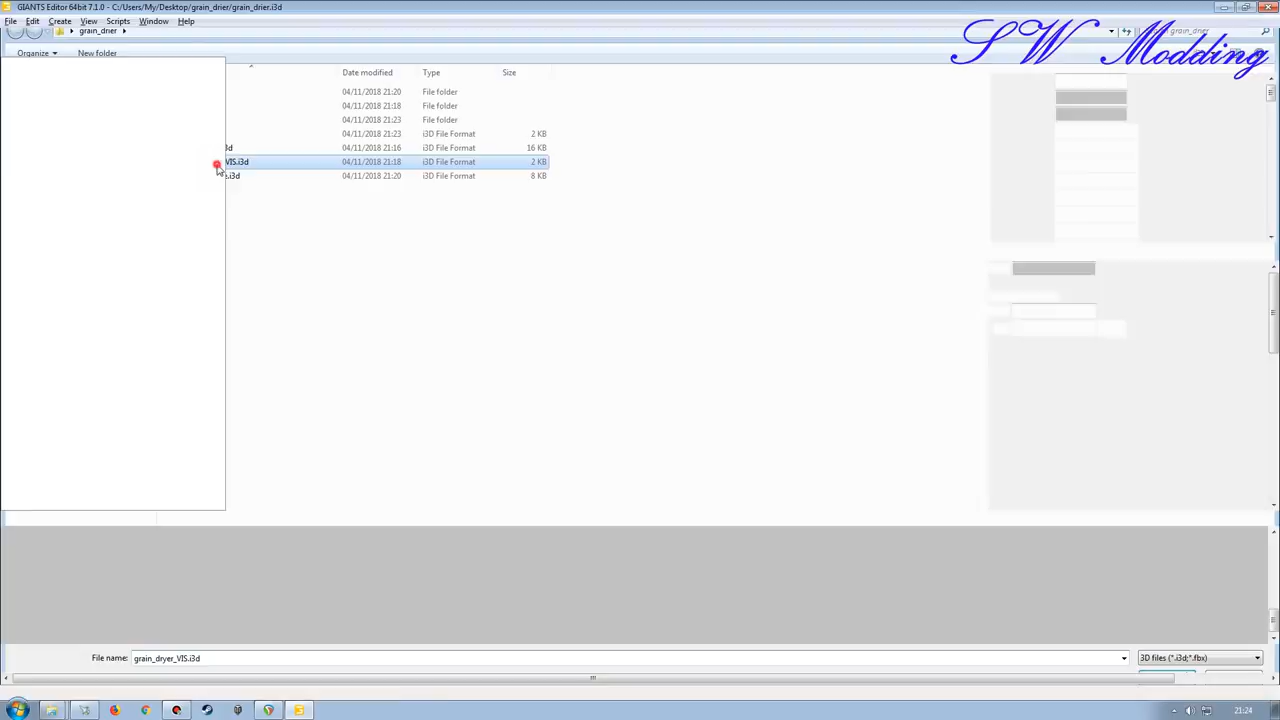 GIANTS Editor 64bit 7.1.0 - C:/Users/My/Desktop/grain_drier/grain_drier.i3d
File Edit Create View Scripts Window Help
SW Modding
grain_drier
Organize New folder
Date modified Type Size
04/11/2018 21:20 File folder
04/11/2018 21:18 File folder
04/11/2018 21:23 File folder
04/11/2018 21:23 i3D File Format 2 KB
3d 04/11/2018 21:16 i3D File Format 16 KB
VIS.i3d 04/11/2018 21:18 i3D File Format 2 KB
e.i3d 04/11/2018 21:20 i3D File Format 8 KB
File name: grain_dryer_VIS.i3d 3D files (*.i3d;*.fbx)
21:24